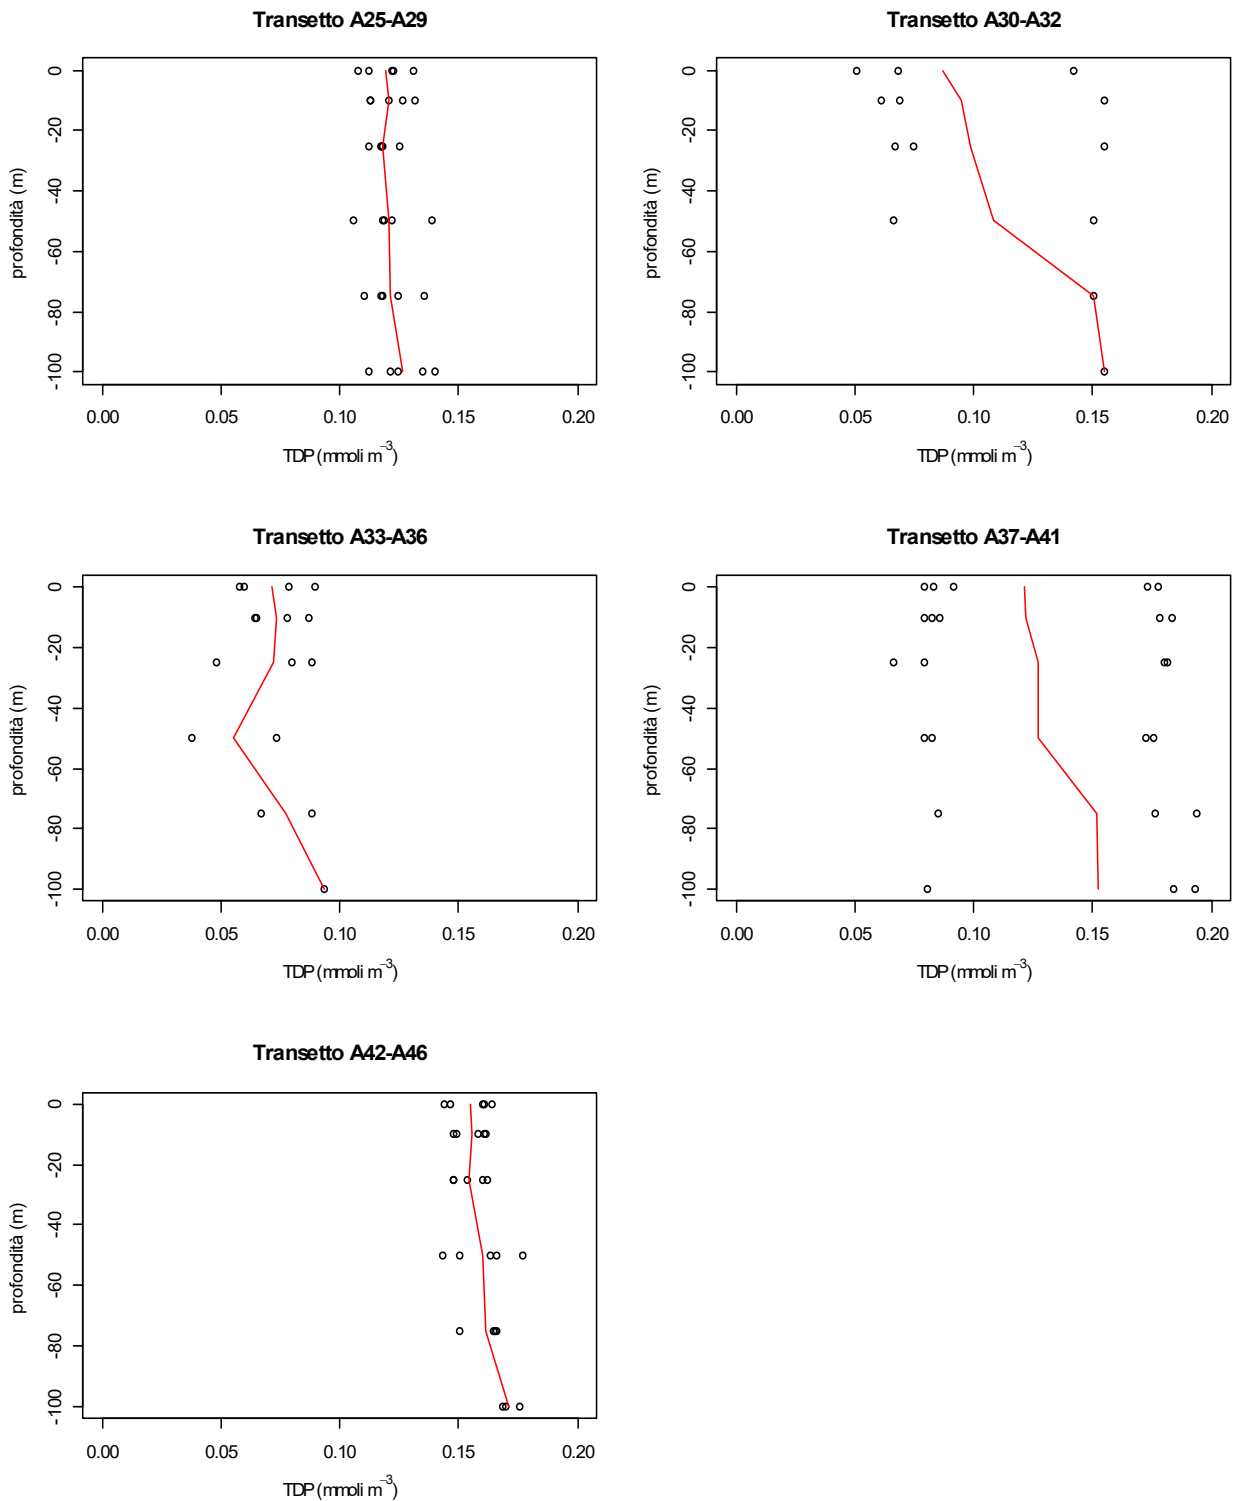 Transetto A25-A29
0
-20
-40
-60
-80
-100
profondità (m)
0.00 0.05 0.10 0.15 0.20
TDP (mmoli m⁻³)
Transetto A30-A32
0
-20
-40
-60
-80
-100
profondità (m)
0.00 0.05 0.10 0.15 0.20
TDP (mmoli m⁻³)
Transetto A33-A36
0
-20
-40
-60
-80
-100
profondità (m)
0.00 0.05 0.10 0.15 0.20
TDP (mmoli m⁻³)
Transetto A37-A41
0
-20
-40
-60
-80
-100
profondità (m)
0.00 0.05 0.10 0.15 0.20
TDP (mmoli m⁻³)
Transetto A42-A46
0
-20
-40
-60
-80
-100
profondità (m)
0.00 0.05 0.10 0.15 0.20
TDP (mmoli m⁻³)